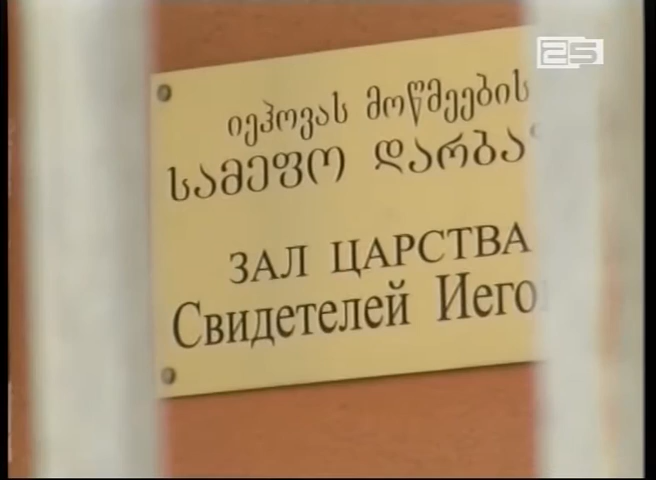 25
იეჰოვას მოწმეების
სამეფო დარბა
ЗАЛ ЦАРСТВА
Свидетелей Иего